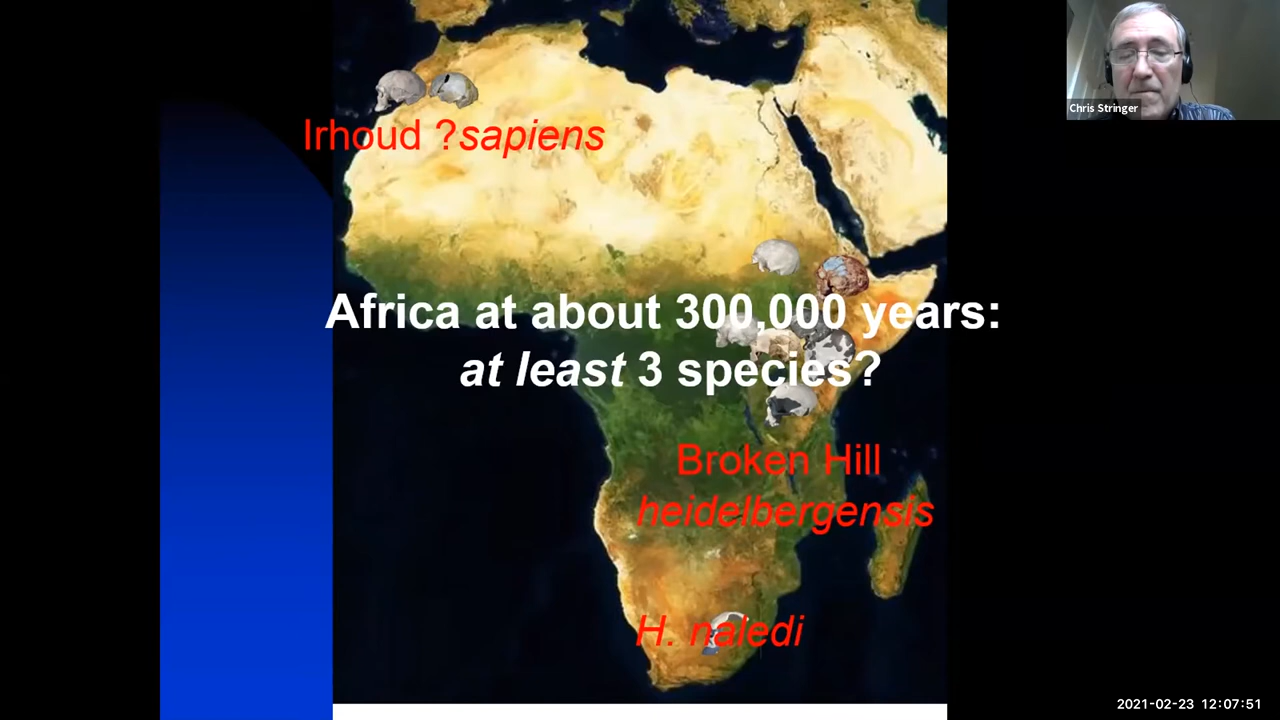 Chris Stringer
Irhoud ?sapiens
Africa at about 300,000 years:
at least 3 species?
Broken Hill
heidelbergensis
H. naledi
2021-02-23 12:07:51